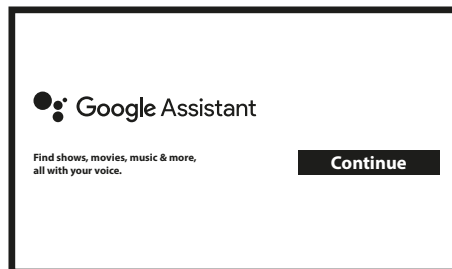 Google Assistant
Find shows, movies, music & more,
all with your voice.
Continue